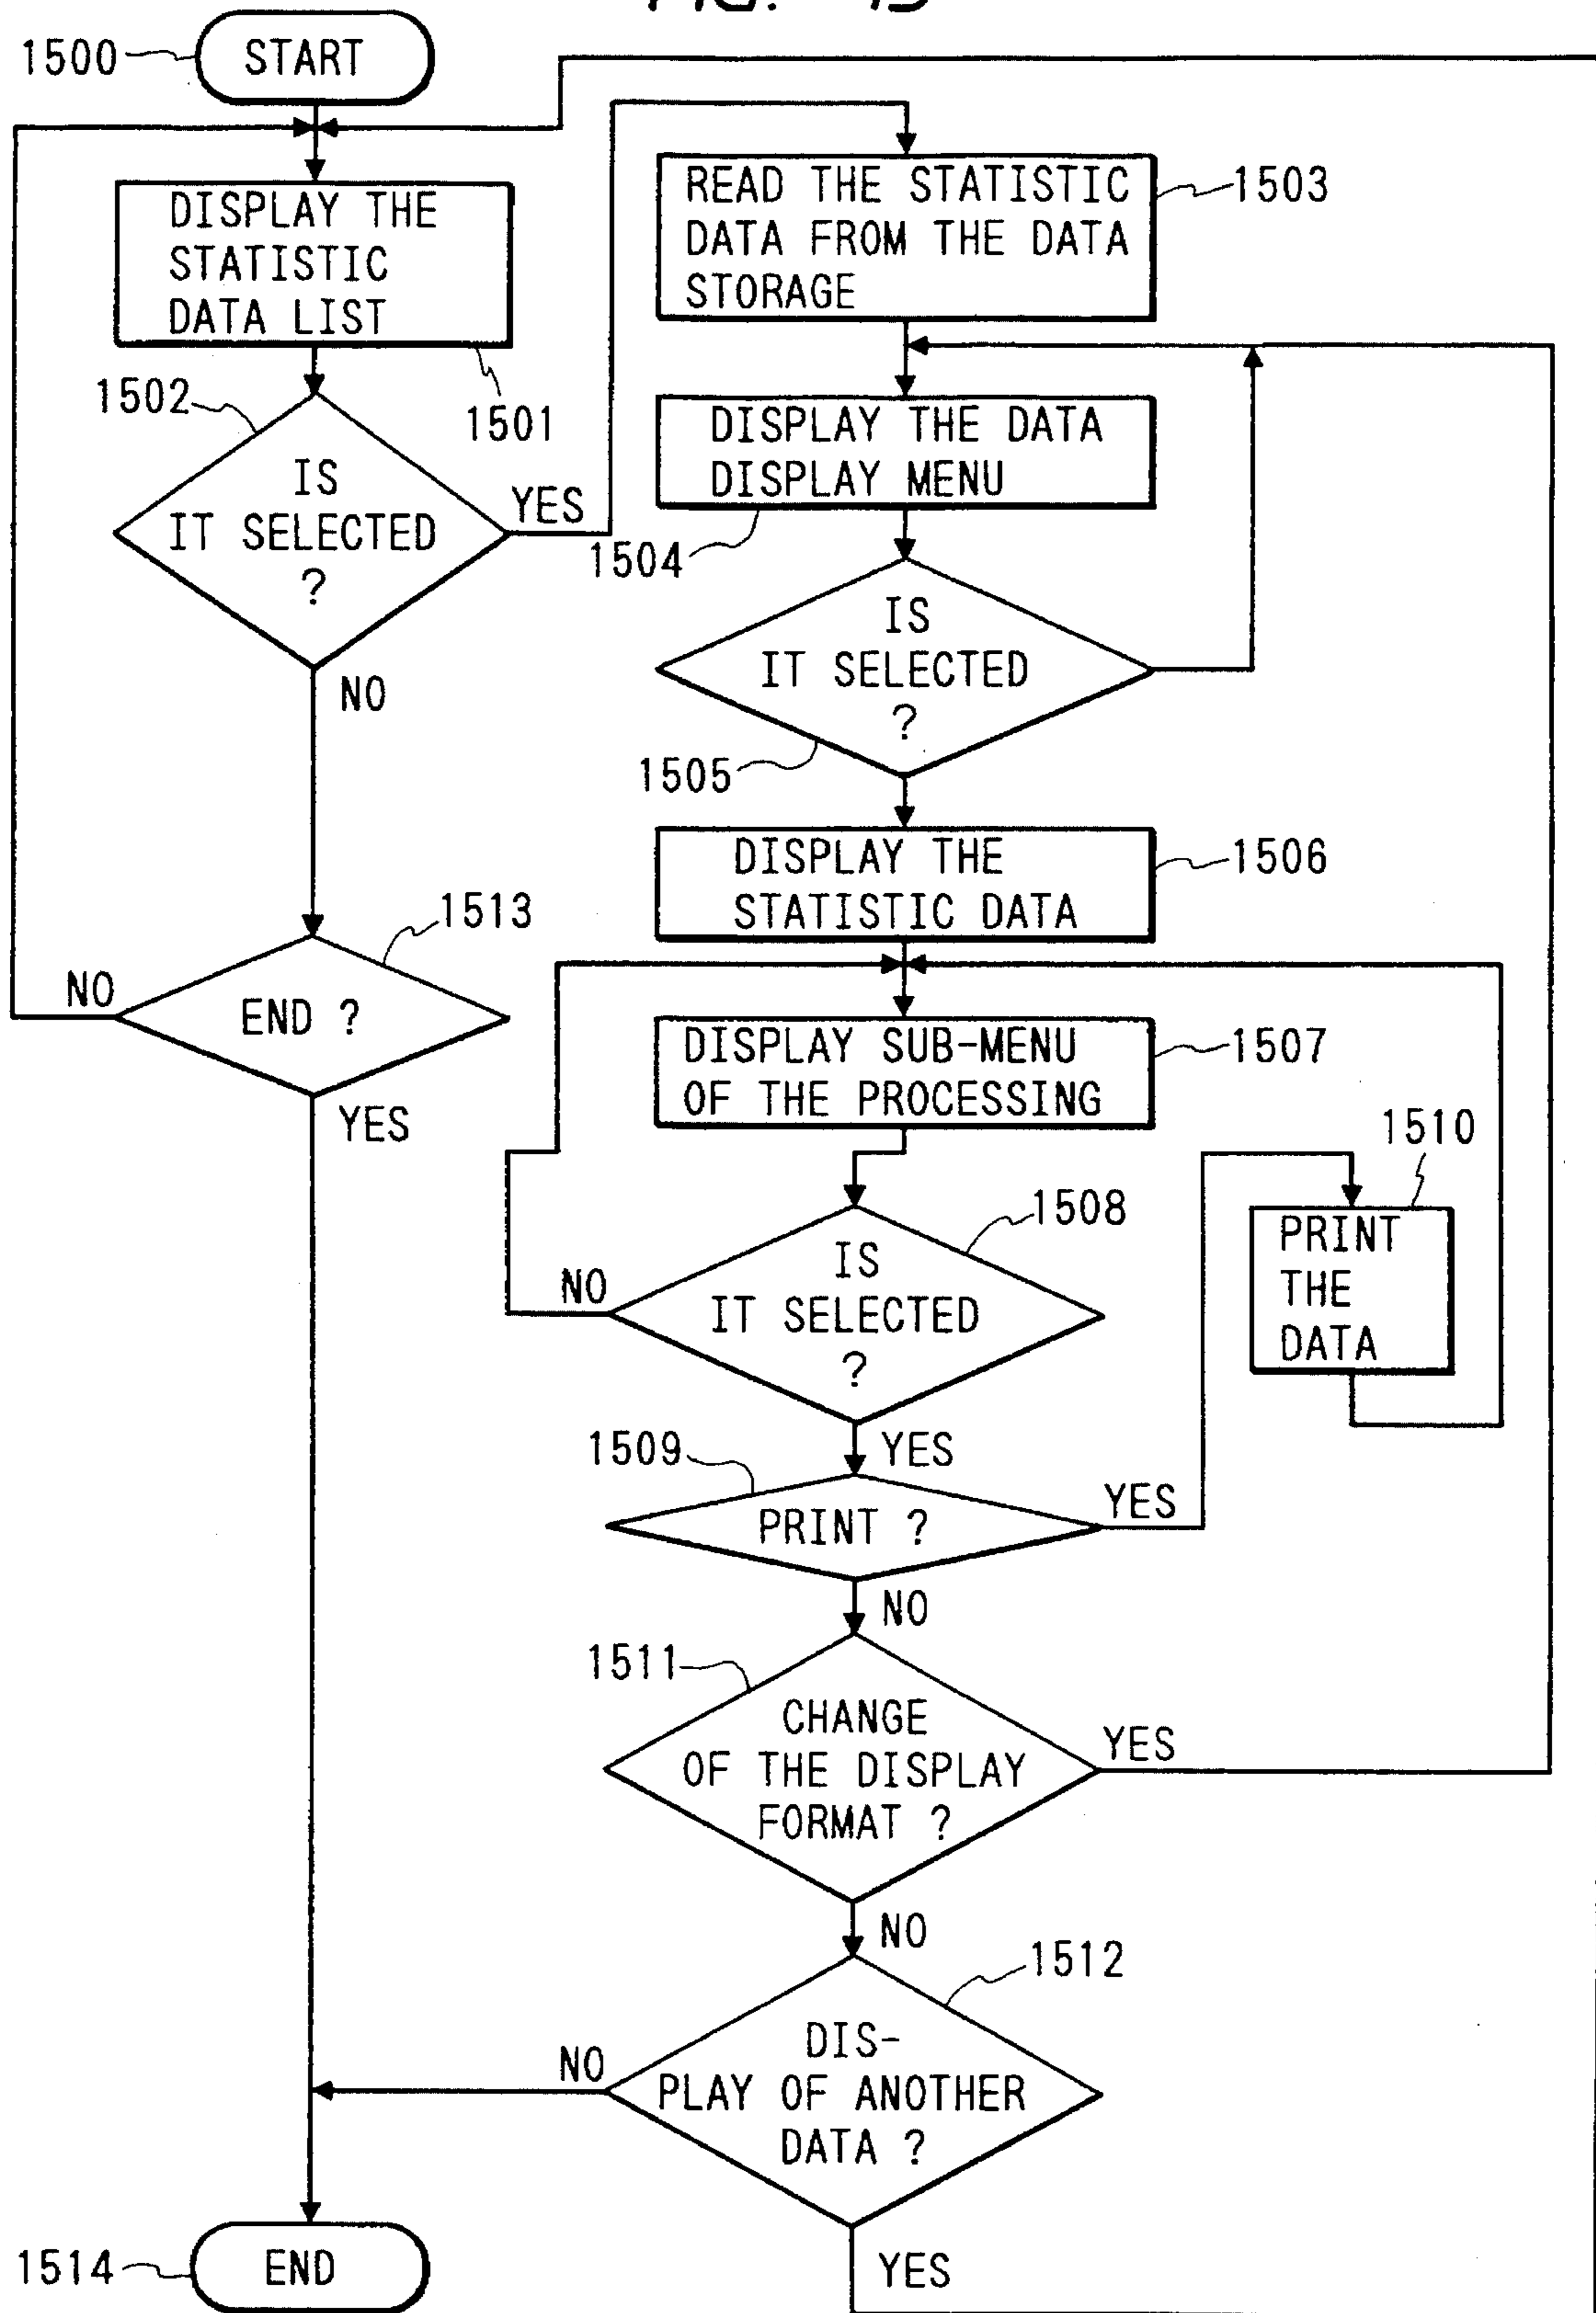 1500
START
DISPLAY THE
STATISTIC
DATA LIST
1501
1502
IS
IT SELECTED
?
YES
NO
READ THE STATISTIC
DATA FROM THE DATA
STORAGE
1503
DISPLAY THE DATA
DISPLAY MENU
1504
IS
IT SELECTED
?
1505
DISPLAY THE
STATISTIC DATA
1506
1513
NO
END ?
YES
DISPLAY SUB-MENU
OF THE PROCESSING
1507
1508
NO
IS
IT SELECTED
?
YES
1510
PRINT
THE
DATA
1509
PRINT ?
YES
NO
1511
CHANGE
OF THE DISPLAY
FORMAT ?
YES
NO
1512
DIS-
PLAY OF ANOTHER
DATA ?
NO
YES
1514
END